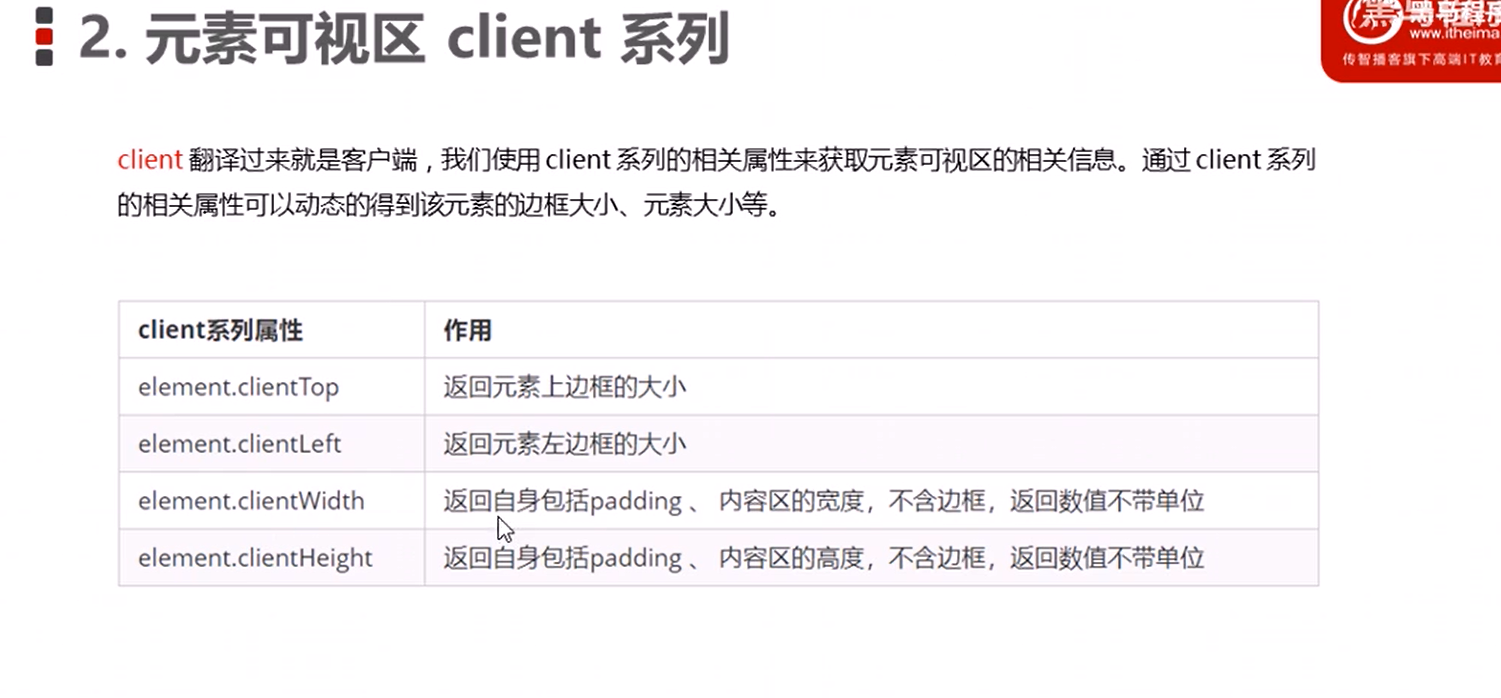 2. 元素可视区 client 系列
www.itheima
传智播客旗下高端IT教育
client 翻译过来就是客户端，我们使用 client 系列的相关属性来获取元素可视区的相关信息。通过 client 系列
的相关属性可以动态的得到该元素的边框大小、元素大小等。
client系列属性 作用
element.clientTop 返回元素上边框的大小
element.clientLeft 返回元素左边框的大小
element.clientWidth 返回自身包括padding 、 内容区的宽度，不含边框，返回数值不带单位
element.clientHeight 返回自身包括padding 、 内容区的高度，不含边框，返回数值不带单位